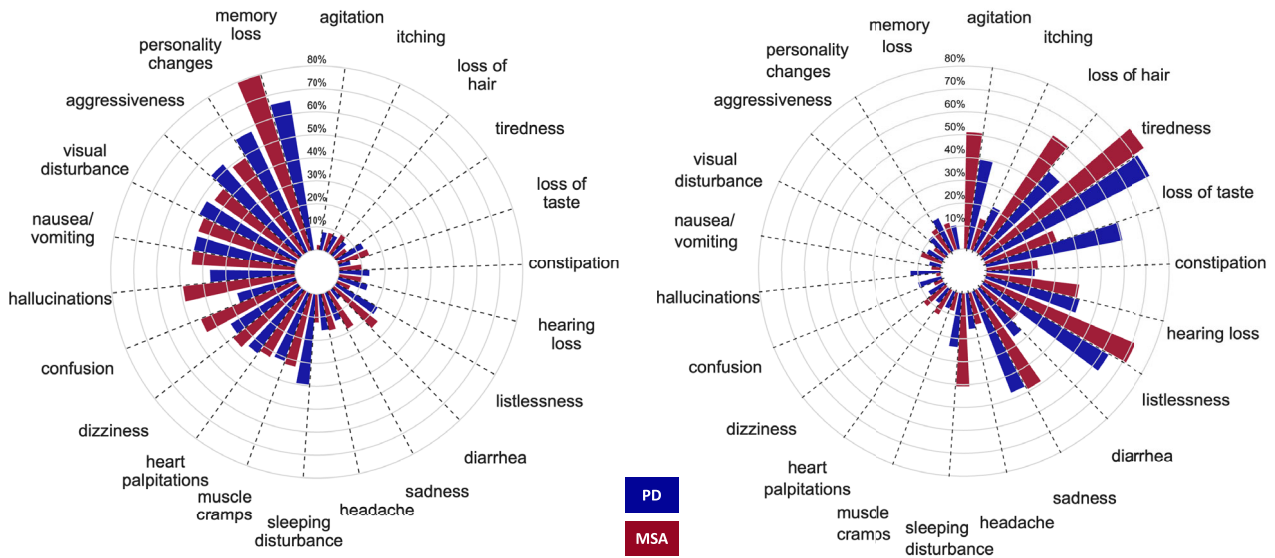 memory
loss
agitation
itching
loss of
hair
tiredness
loss of
taste
constipation
hearing
loss
listlessness
diarrhea
sadness
headache
sleeping
disturbance
muscle
cramps
heart
palpitations
dizziness
confusion
hallucinations
nausea/
vomiting
visual
disturbance
aggressiveness
personality
changes
80%
70%
60%
50%
40%
30%
20%
10%
memory
loss
agitation
itching
loss of hair
tiredness
loss of taste
constipation
hearing loss
listlessness
diarrhea
sadness
headache
sleeping
disturbance
muscle
cramps
heart
palpitations
dizziness
confusion
hallucinations
nausea/
vomiting
visual
disturbance
aggressiveness
personality
changes
80%
70%
60%
50%
40%
30%
20%
10%
PD
MSA